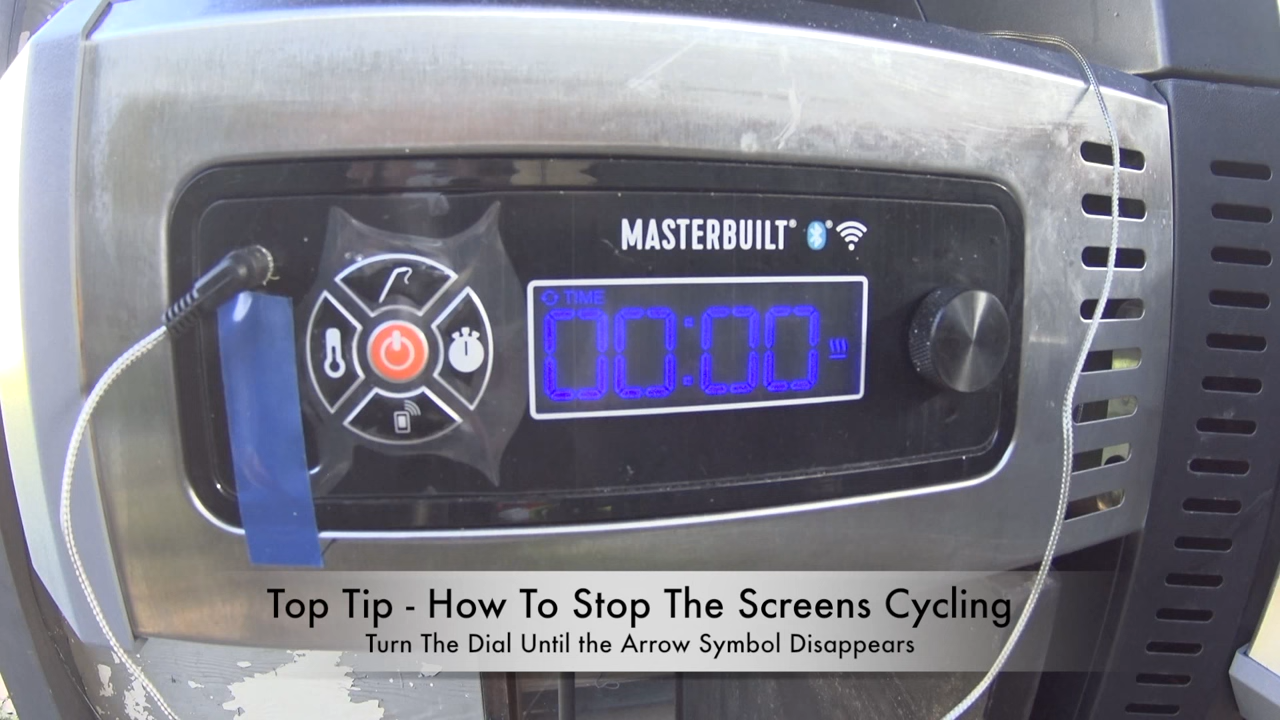 MASTERBUILT®
TIME
00:00
Top Tip - How To Stop The Screens Cycling
Turn The Dial Until the Arrow Symbol Disappears